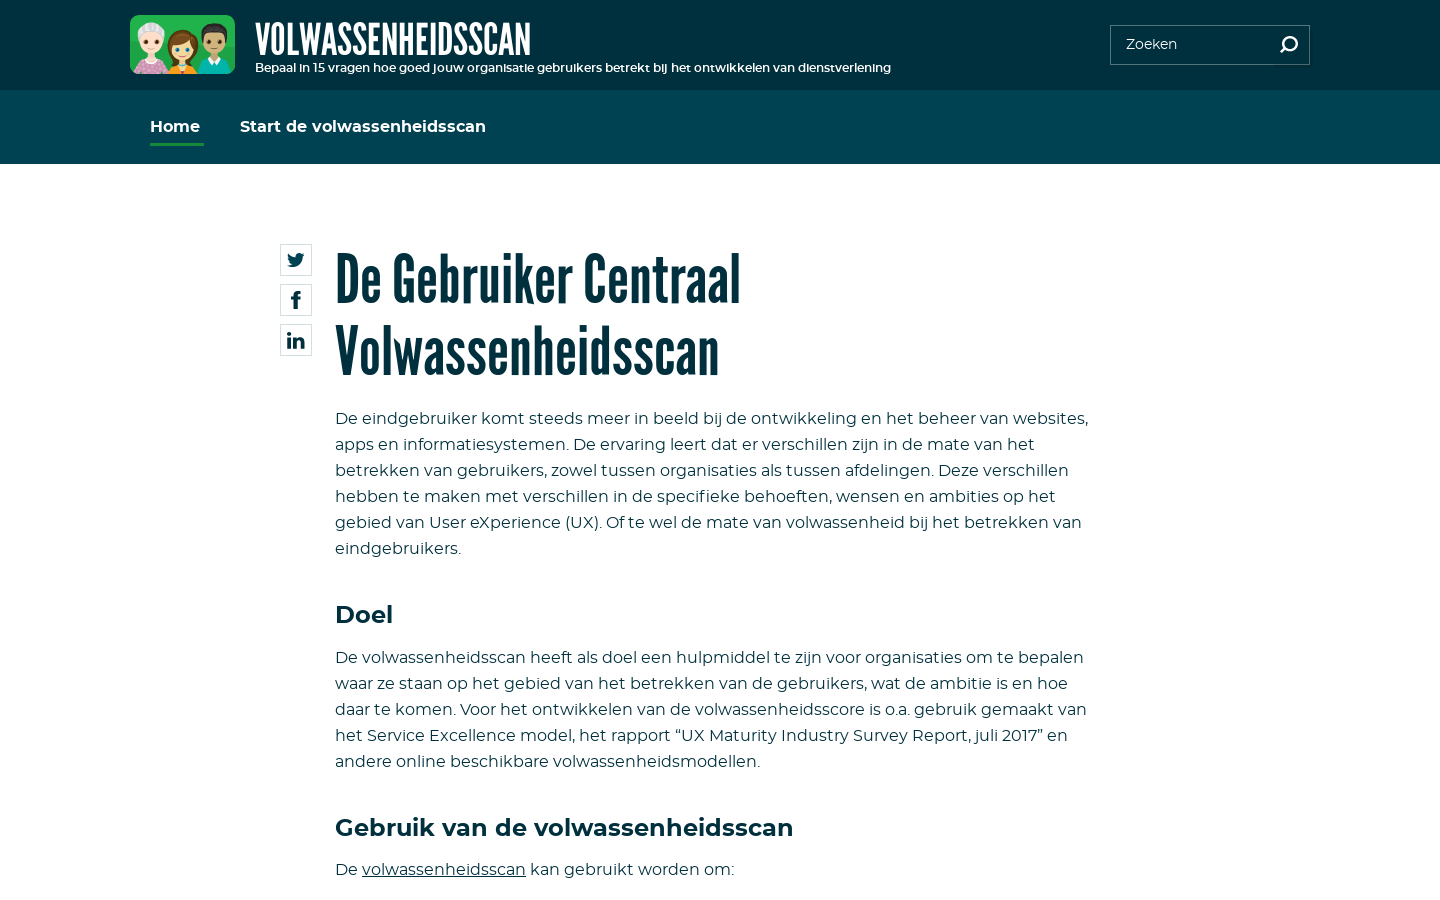 VOLWASSENHEIDSSCAN
Bepaal in 15 vragen hoe goed jouw organisatie gebruikers betrekt bij het ontwikkelen van dienstverlening
Zoeken
Home
Start de volwassenheidsscan
De Gebruiker Centraal
Volwassenheidsscan
De eindgebruiker komt steeds meer in beeld bij de ontwikkeling en het beheer van websites,
apps en informatiesystemen. De ervaring leert dat er verschillen zijn in de mate van het
betrekken van gebruikers, zowel tussen organisaties als tussen afdelingen. Deze verschillen
hebben te maken met verschillen in de specifieke behoeften, wensen en ambities op het
gebied van User eXperience (UX). Of te wel de mate van volwassenheid bij het betrekken van
eindgebruikers.
Doel
De volwassenheidsscan heeft als doel een hulpmiddel te zijn voor organisaties om te bepalen
waar ze staan op het gebied van het betrekken van de gebruikers, wat de ambitie is en hoe
daar te komen. Voor het ontwikkelen van de volwassenheidsscore is o.a. gebruik gemaakt van
het Service Excellence model, het rapport “UX Maturity Industry Survey Report, juli 2017” en
andere online beschikbare volwassenheidsmodellen.
Gebruik van de volwassenheidsscan
De volwassenheidsscan kan gebruikt worden om: